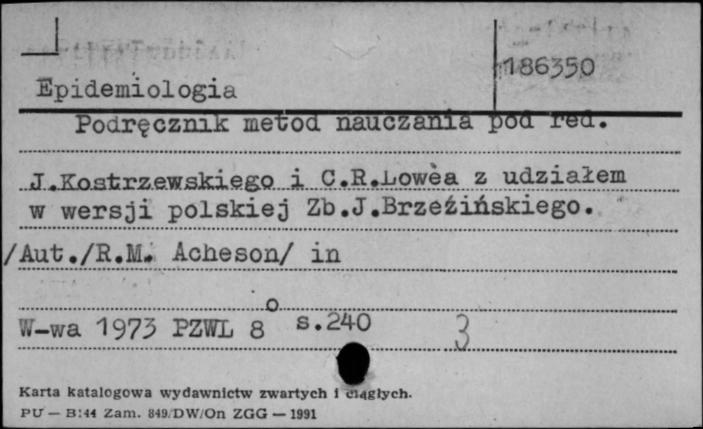 186350
Epidemiologia
Podręcznik metod nauczania pod red.
J.Kostrzewskiego i C.R.Lowea z udziałem
w wersji polskiej Zb.J.Brzeźińskiego.
/Aut./R.M. Acheson/ in
W-wa 1973 PZWL 8° s.240 3
Karta katalogowa wydawnictw zwartych i ciągłych.
PU — B:44 Zam. 849/DW/On ZGG — 1991